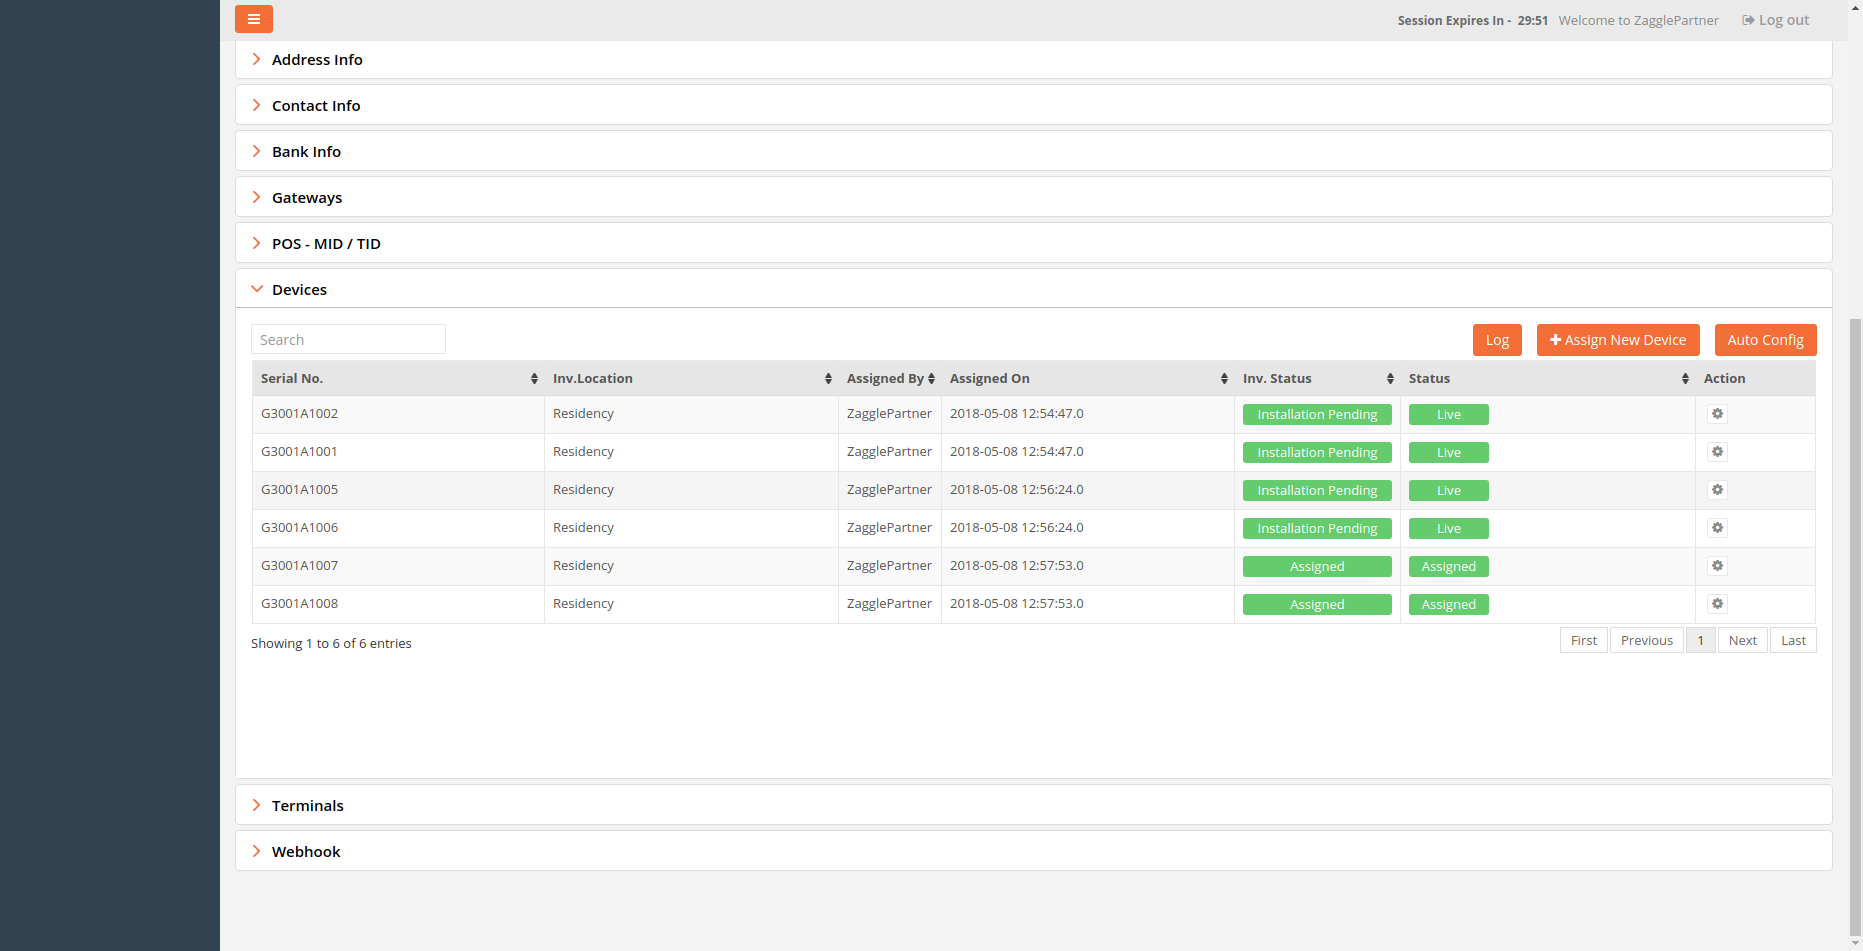 Session Expires In - 29:51 Welcome to ZagglePartner Log out
Address Info
Contact Info
Bank Info
Gateways
POS - MID / TID
Devices
Search Log Assign New Device Auto Config
Serial No. Inv.Location Assigned By Assigned On Inv. Status Status Action
G3001A1002 Residency ZagglePartner 2018-05-08 12:54:47.0 Installation Pending Live
G3001A1001 Residency ZagglePartner 2018-05-08 12:54:47.0 Installation Pending Live
G3001A1005 Residency ZagglePartner 2018-05-08 12:56:24.0 Installation Pending Live
G3001A1006 Residency ZagglePartner 2018-05-08 12:56:24.0 Installation Pending Live
G3001A1007 Residency ZagglePartner 2018-05-08 12:57:53.0 Assigned Assigned
G3001A1008 Residency ZagglePartner 2018-05-08 12:57:53.0 Assigned Assigned
Showing 1 to 6 of 6 entries First Previous 1 Next Last
Terminals
Webhook